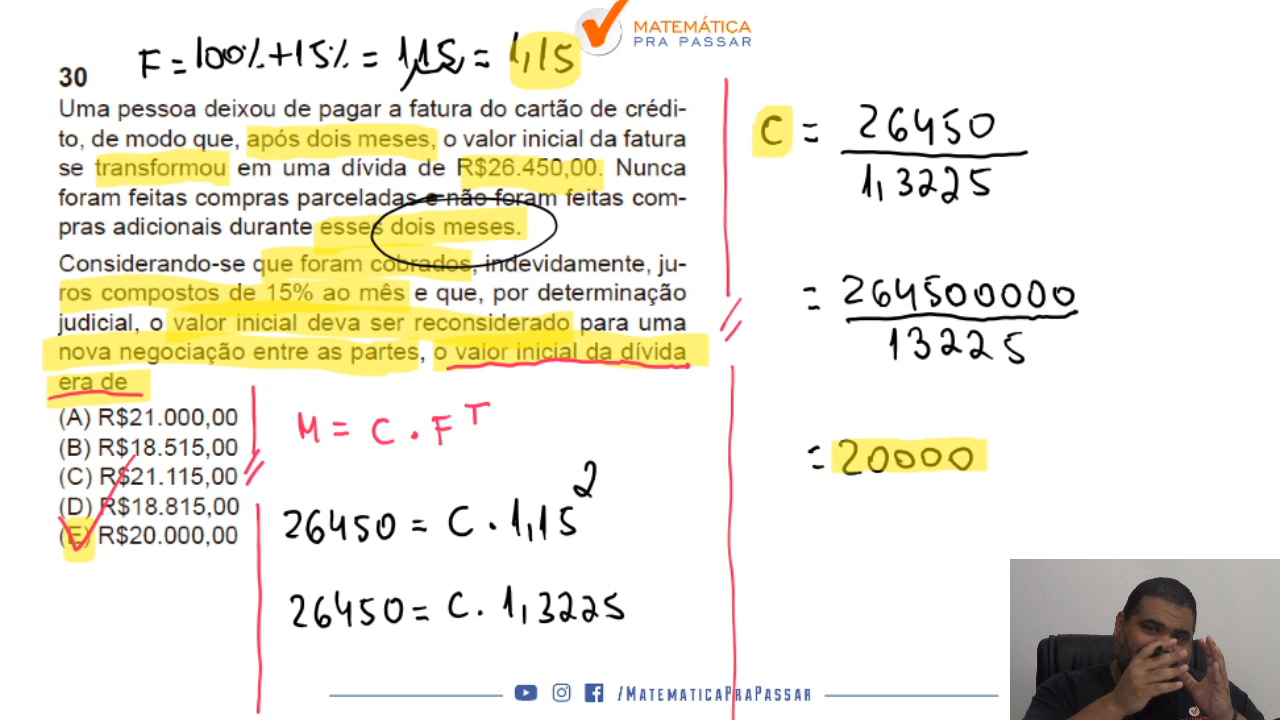 MATEMÁTICA
PRA PASSAR
F = 100% + 15% = 1,15 = 1,15
30
Uma pessoa deixou de pagar a fatura do cartão de crédi-
to, de modo que, após dois meses, o valor inicial da fatura
se transformou em uma dívida de R$26.450,00. Nunca
foram feitas compras parceladas e não foram feitas com-
pras adicionais durante esses dois meses.
Considerando-se que foram cobrados, indevidamente, ju-
ros compostos de 15% ao mês e que, por determinação
judicial, o valor inicial deva ser reconsiderado para uma
nova negociação entre as partes, o valor inicial da dívida
era de
(A) R$21.000,00
(B) R$18.515,00
(C) R$21.115,00
(D) R$18.815,00
(E) R$20.000,00
M = C . F^T
26450 = C . 1,15^2
26450 = C . 1,3225
C = 26450
1,3225
= 264500000
13225
= 20000
/MATEMATICAPRAPASSAR